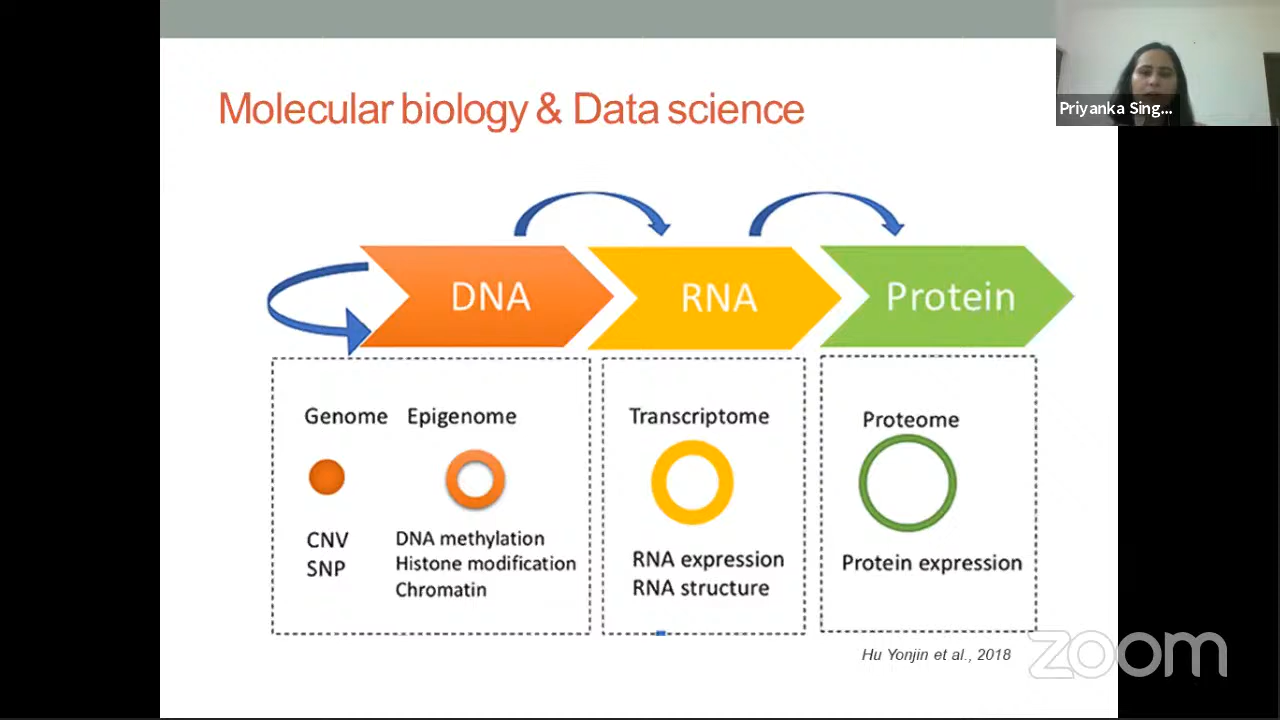 Molecular biology & Data science
Priyanka Sing...
DNA
RNA
Protein
Genome Epigenome
CNV
SNP
DNA methylation
Histone modification
Chromatin
Transcriptome
RNA expression
RNA structure
Proteome
Protein expression
Hu Yonjin et al., 2018
zoom